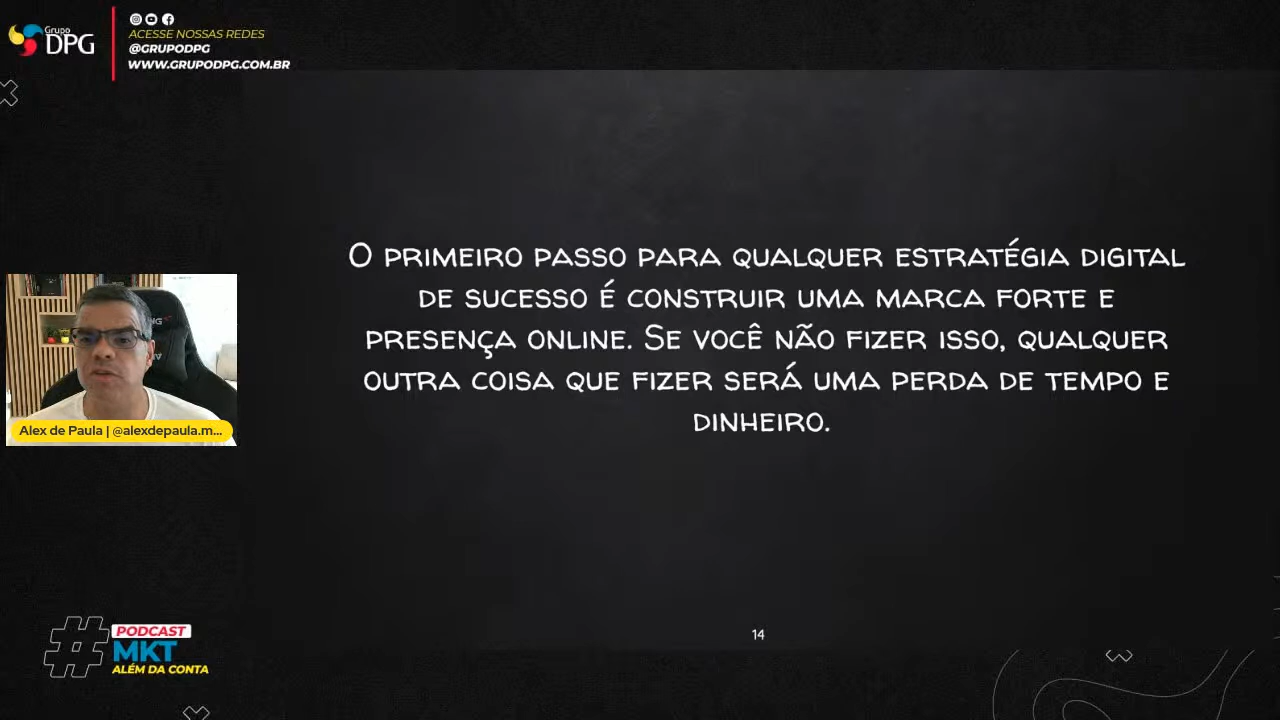 Grupo
DPG
ACESSE NOSSAS REDES
@GRUPODPG
WWW.GRUPODPG.COM.BR
O PRIMEIRO PASSO PARA QUALQUER ESTRATÉGIA DIGITAL
DE SUCESSO É CONSTRUIR UMA MARCA FORTE E
PRESENÇA ONLINE. SE VOCÊ NÃO FIZER ISSO, QUALQUER
OUTRA COISA QUE FIZER SERÁ UMA PERDA DE TEMPO E
DINHEIRO.
Alex de Paula | @alexdepaula.m...
14
#
PODCAST
MKT
ALÉM DA CONTA